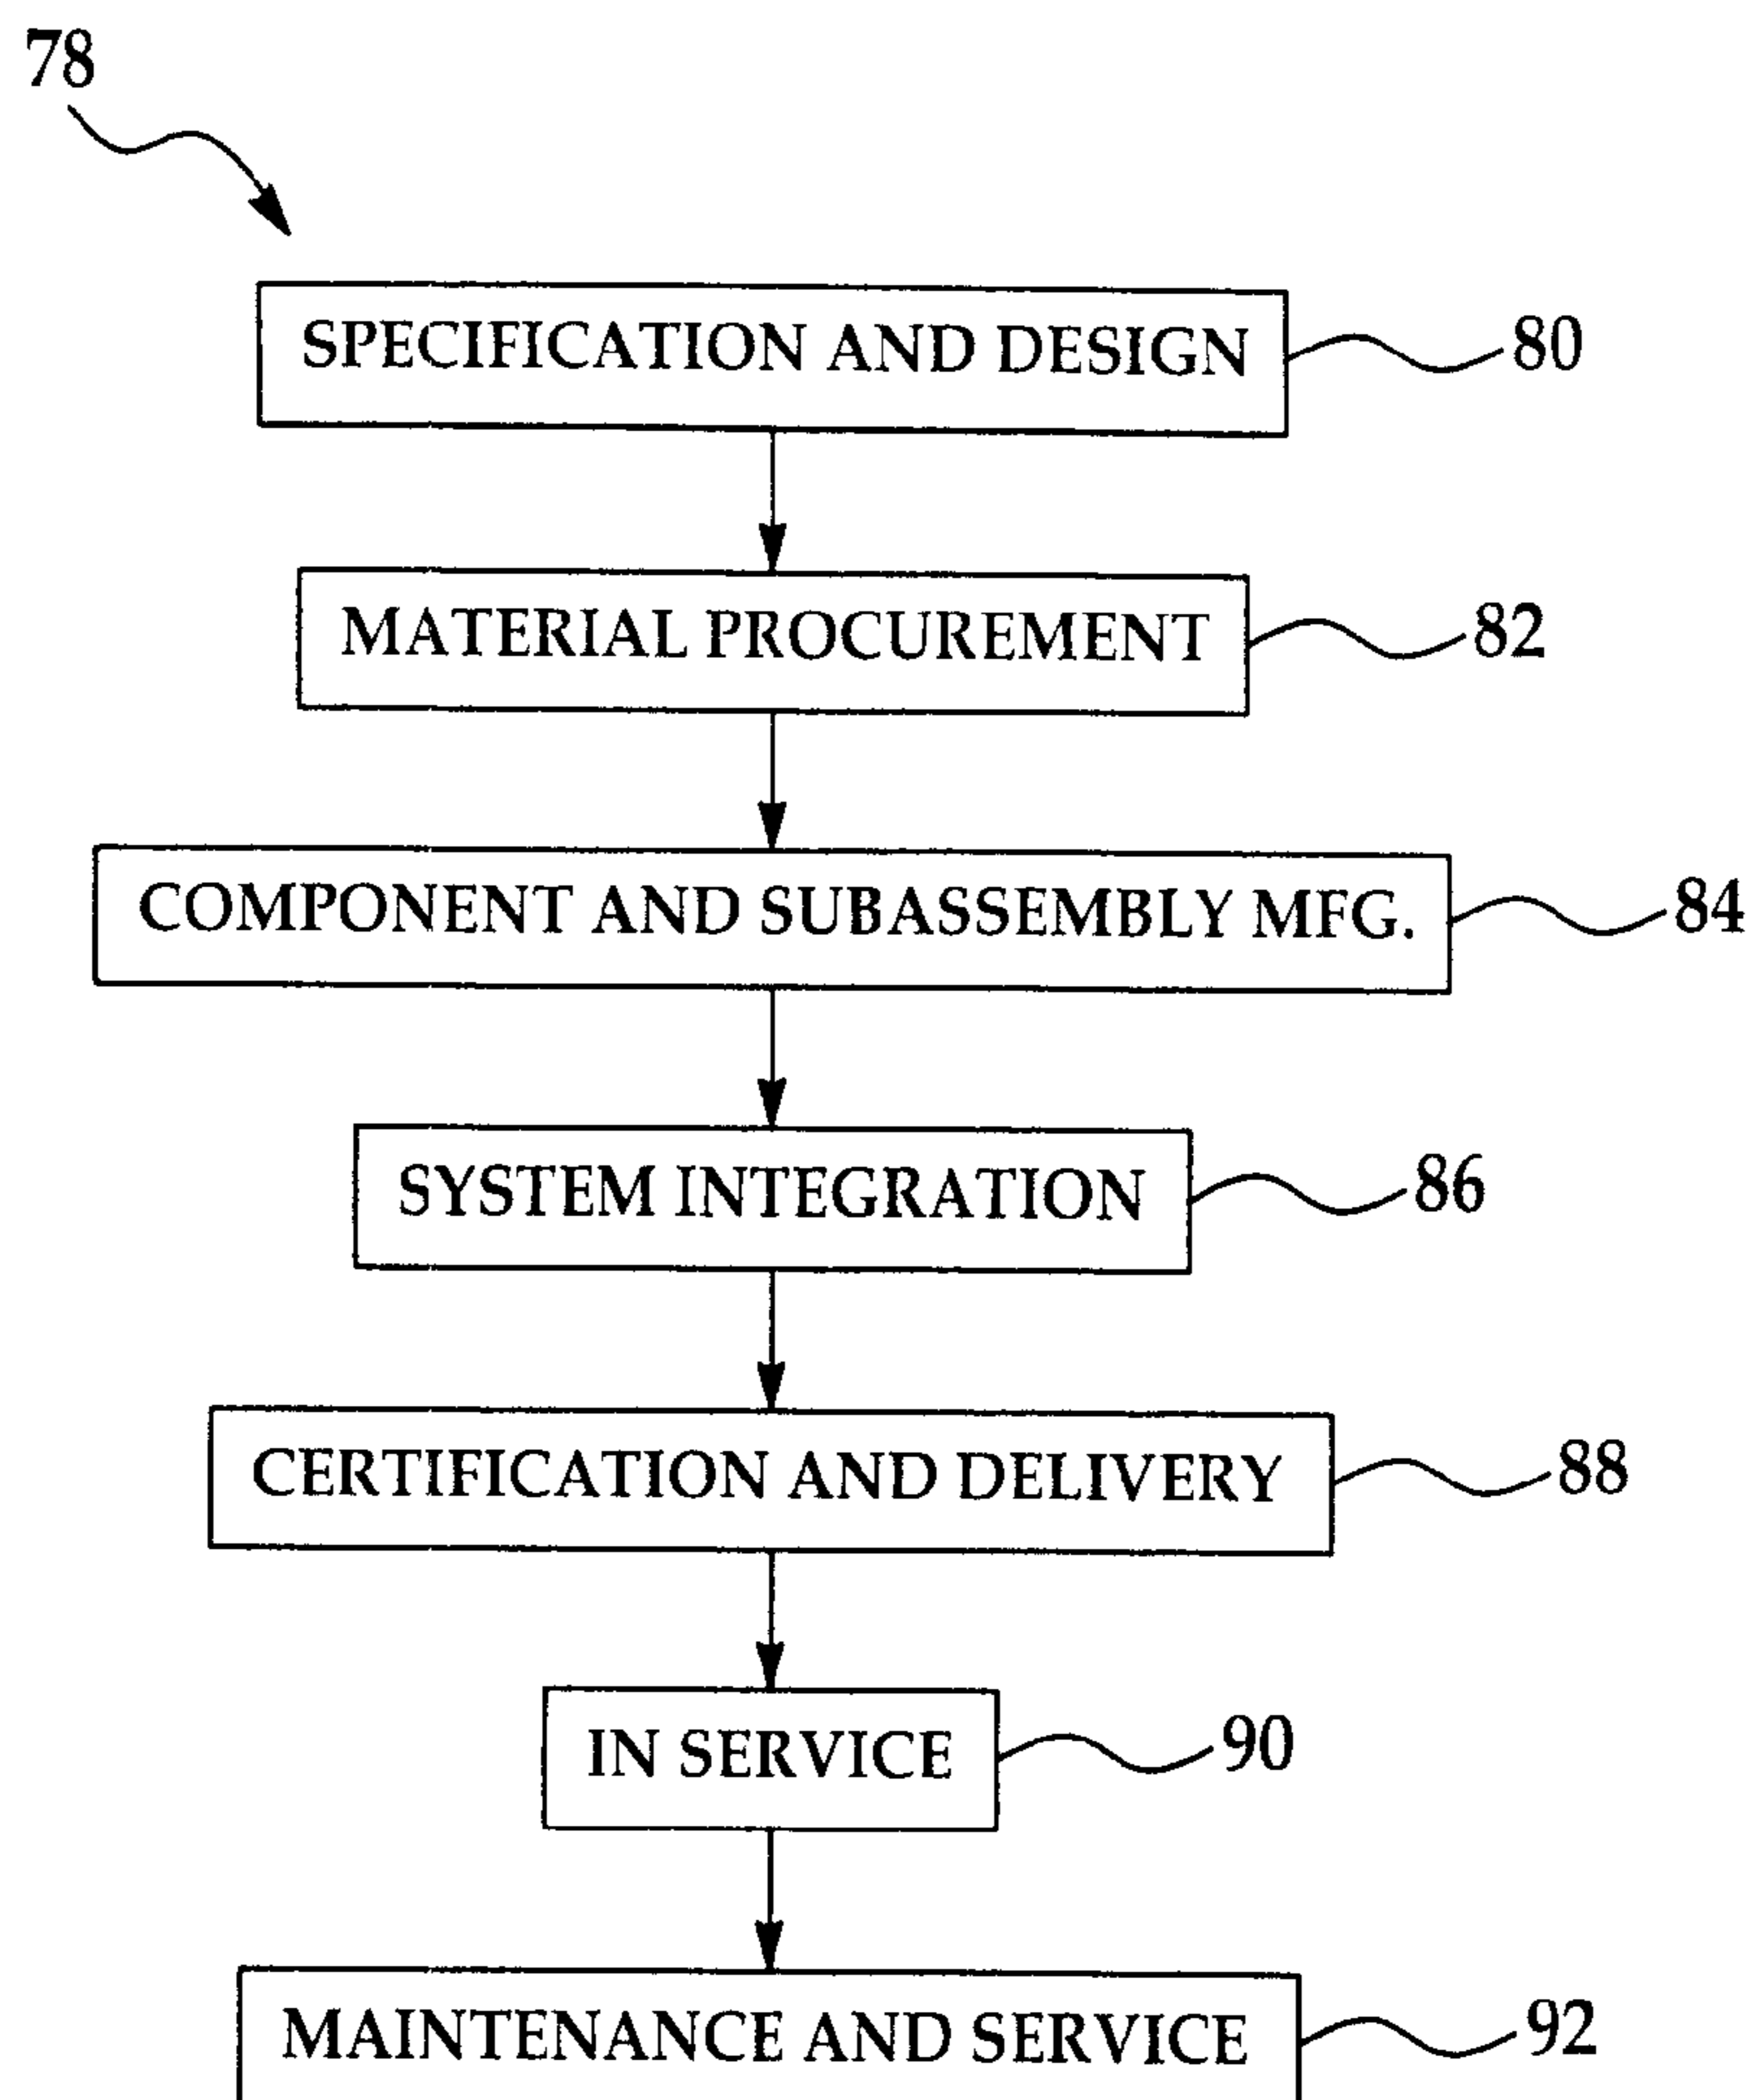 78
SPECIFICATION AND DESIGN 80
MATERIAL PROCUREMENT 82
COMPONENT AND SUBASSEMBLY MFG. 84
SYSTEM INTEGRATION 86
CERTIFICATION AND DELIVERY 88
IN SERVICE 90
MAINTENANCE AND SERVICE 92